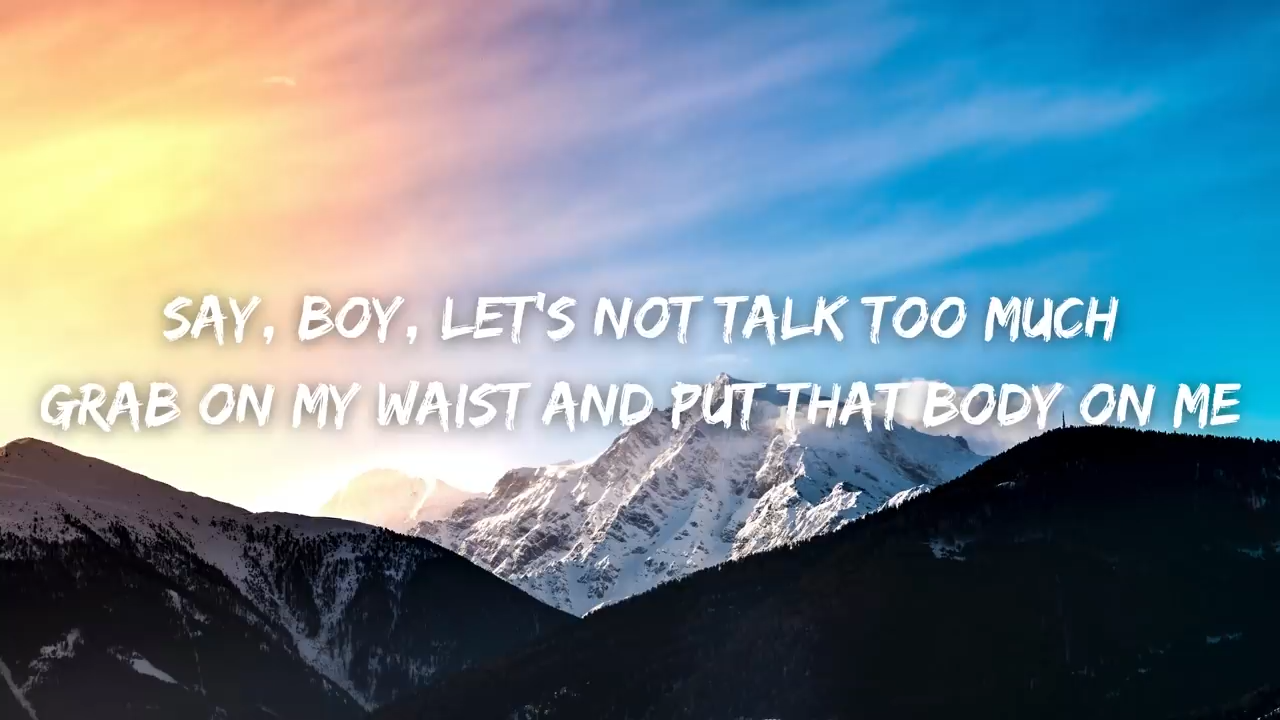 SAY, BOY, LET'S NOT TALK TOO MUCH
GRAB ON MY WAIST AND PUT THAT BODY ON ME